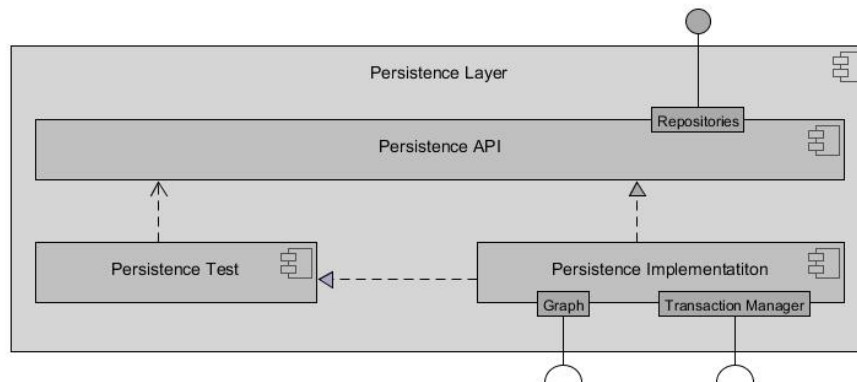 Persistence Layer
Repositories
Persistence API
Persistence Test
Persistence Implementatiton
Graph
Transaction Manager